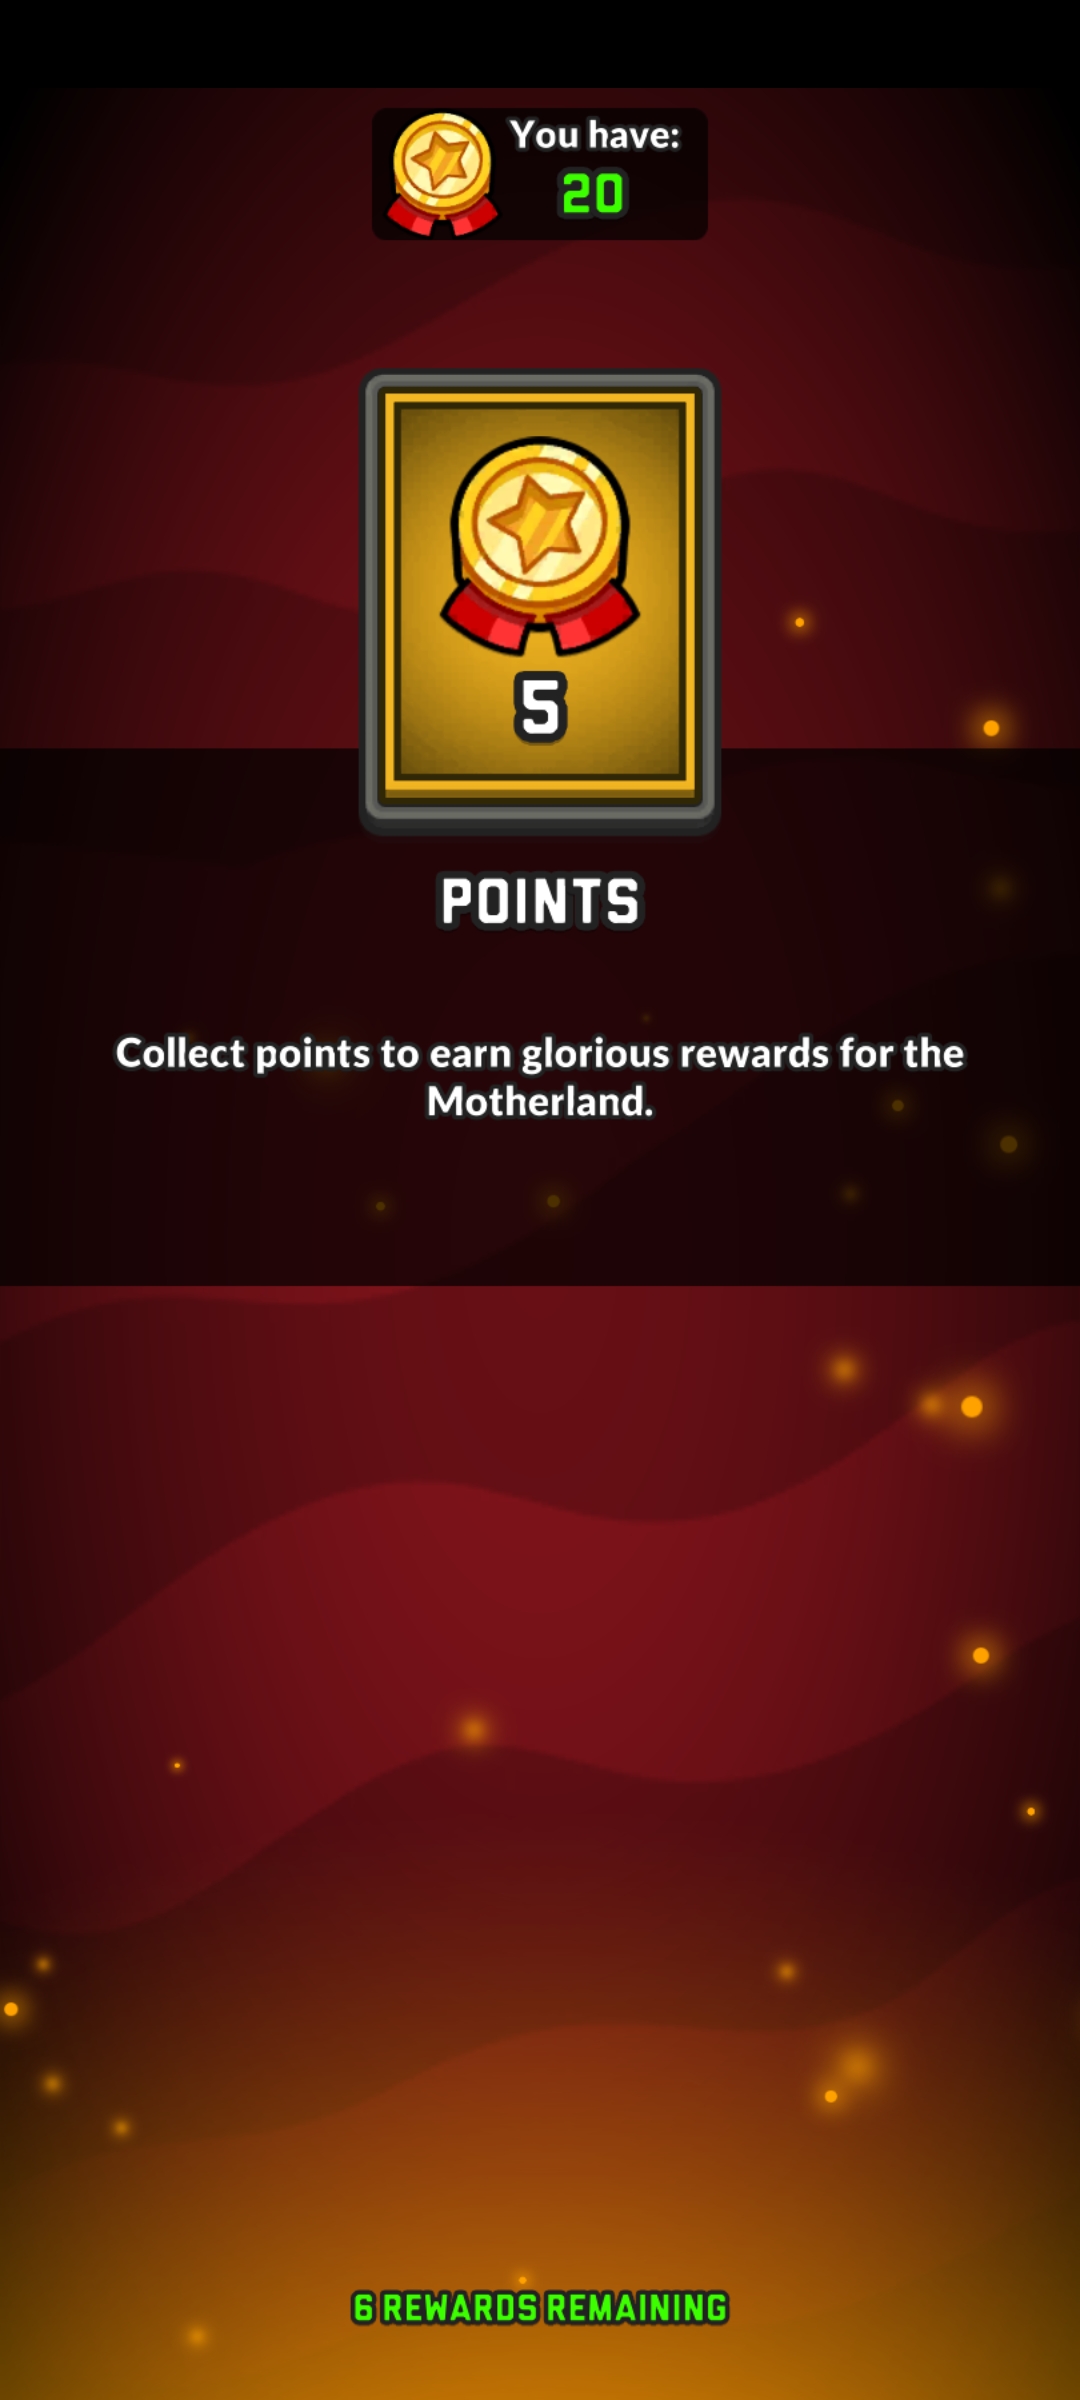 You have:
20
5
POINTS
Collect points to earn glorious rewards for the
Motherland.
6 REWARDS REMAINING